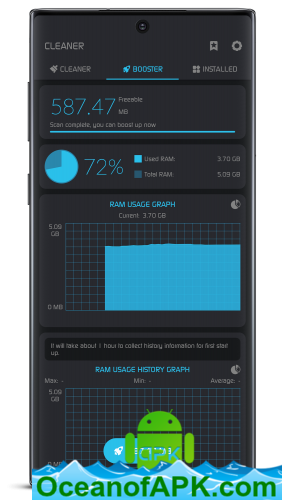 CLEANER
CLEANER BOOSTER INSTALLED
587.47 Freeable MB
Scan complete, you can boost up now
72% Used RAM: 3.70 GB
Total RAM: 5.09 GB
RAM USAGE GRAPH
Current 3.70 GB
5.09 GB
0 MB
It will take about 1 hour to collect history information for first start up.
RAM USAGE HISTORY GRAPH
Max: - Min: - Average: -
5.09 GB
APK
OceanofAPK.com